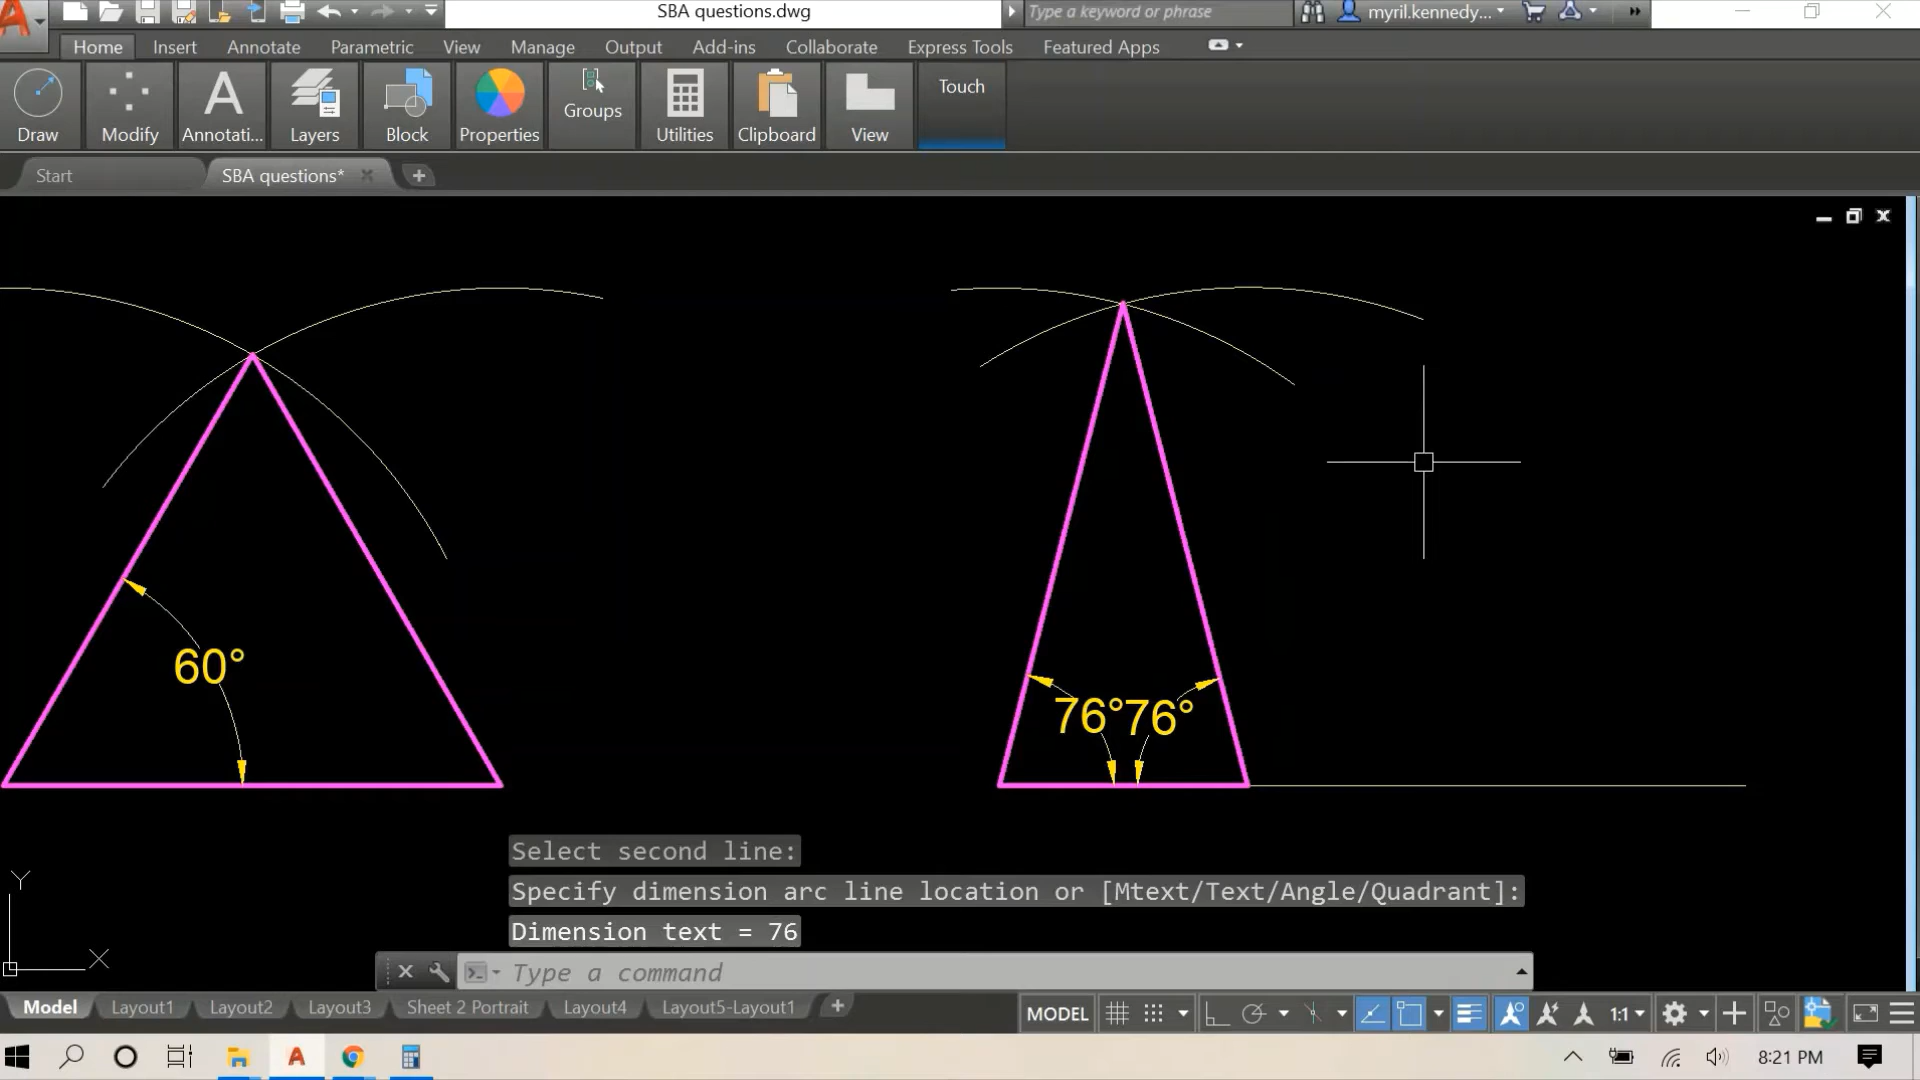 SBA questions.dwg
Type a keyword or phrase
myril.kennedy...
Home Insert Annotate Parametric View Manage Output Add-ins Collaborate Express Tools Featured Apps
Draw Modify Annotati... Layers Block Properties Groups Utilities Clipboard View Touch
Start SBA questions*
60°
76° 76°
Y
X
Select second line:
Specify dimension arc line location or [Mtext/Text/Angle/Quadrant]:
Dimension text = 76
Type a command
Model Layout1 Layout2 Layout3 Sheet 2 Portrait Layout4 Layout5-Layout1
MODEL 1:1
8:21 PM